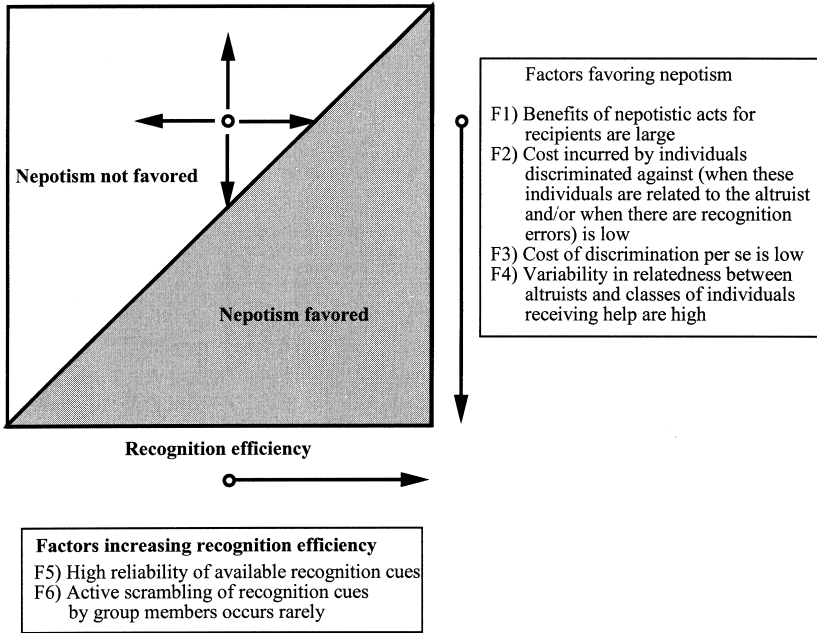 Nepotism not favored
Nepotism favored
Recognition efficiency
Factors favoring nepotism
F1) Benefits of nepotistic acts for
recipients are large
F2) Cost incurred by individuals
discriminated against (when these
individuals are related to the altruist
and/or when there are recognition
errors) is low
F3) Cost of discrimination per se is low
F4) Variability in relatedness between
altruists and classes of individuals
receiving help are high
Factors increasing recognition efficiency
F5) High reliability of available recognition cues
F6) Active scrambling of recognition cues
by group members occurs rarely